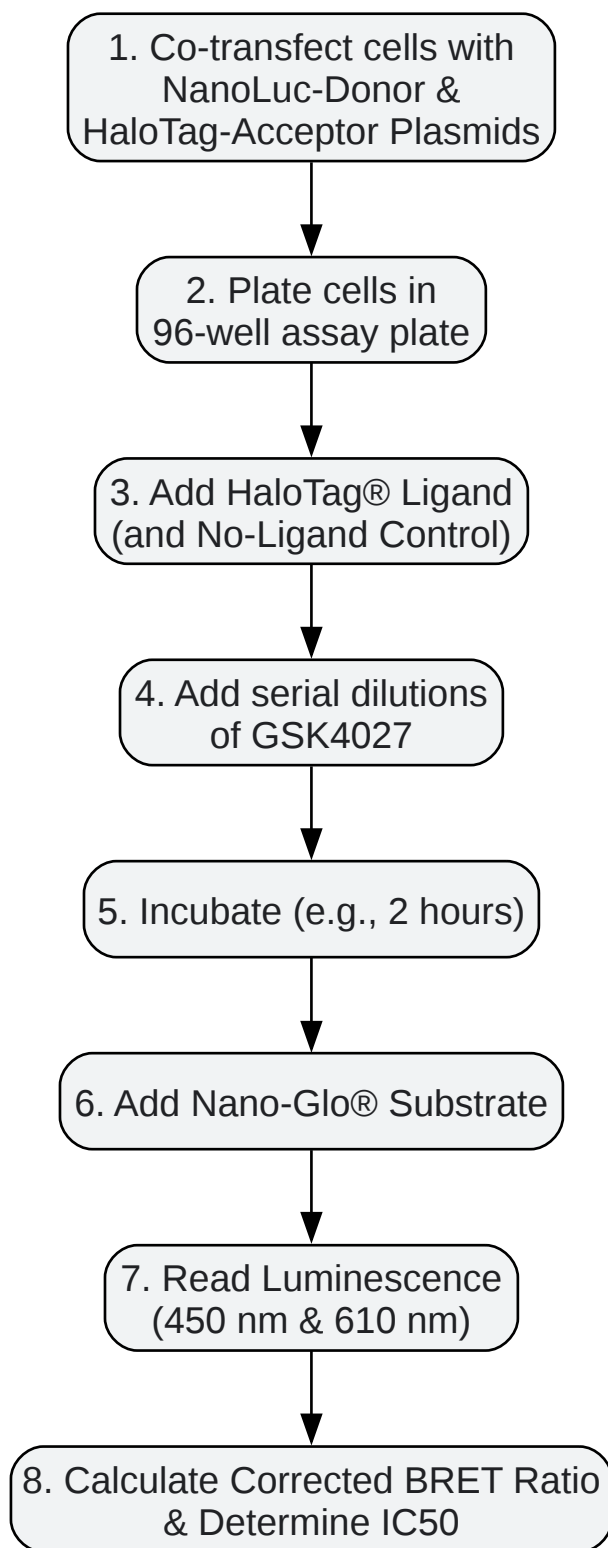 1. Co-transfect cells with
NanoLuc-Donor &
HaloTag-Acceptor Plasmids
2. Plate cells in
96-well assay plate
3. Add HaloTag® Ligand
(and No-Ligand Control)
4. Add serial dilutions
of GSK4027
5. Incubate (e.g., 2 hours)
6. Add Nano-Glo® Substrate
7. Read Luminescence
(450 nm & 610 nm)
8. Calculate Corrected BRET Ratio
& Determine IC50